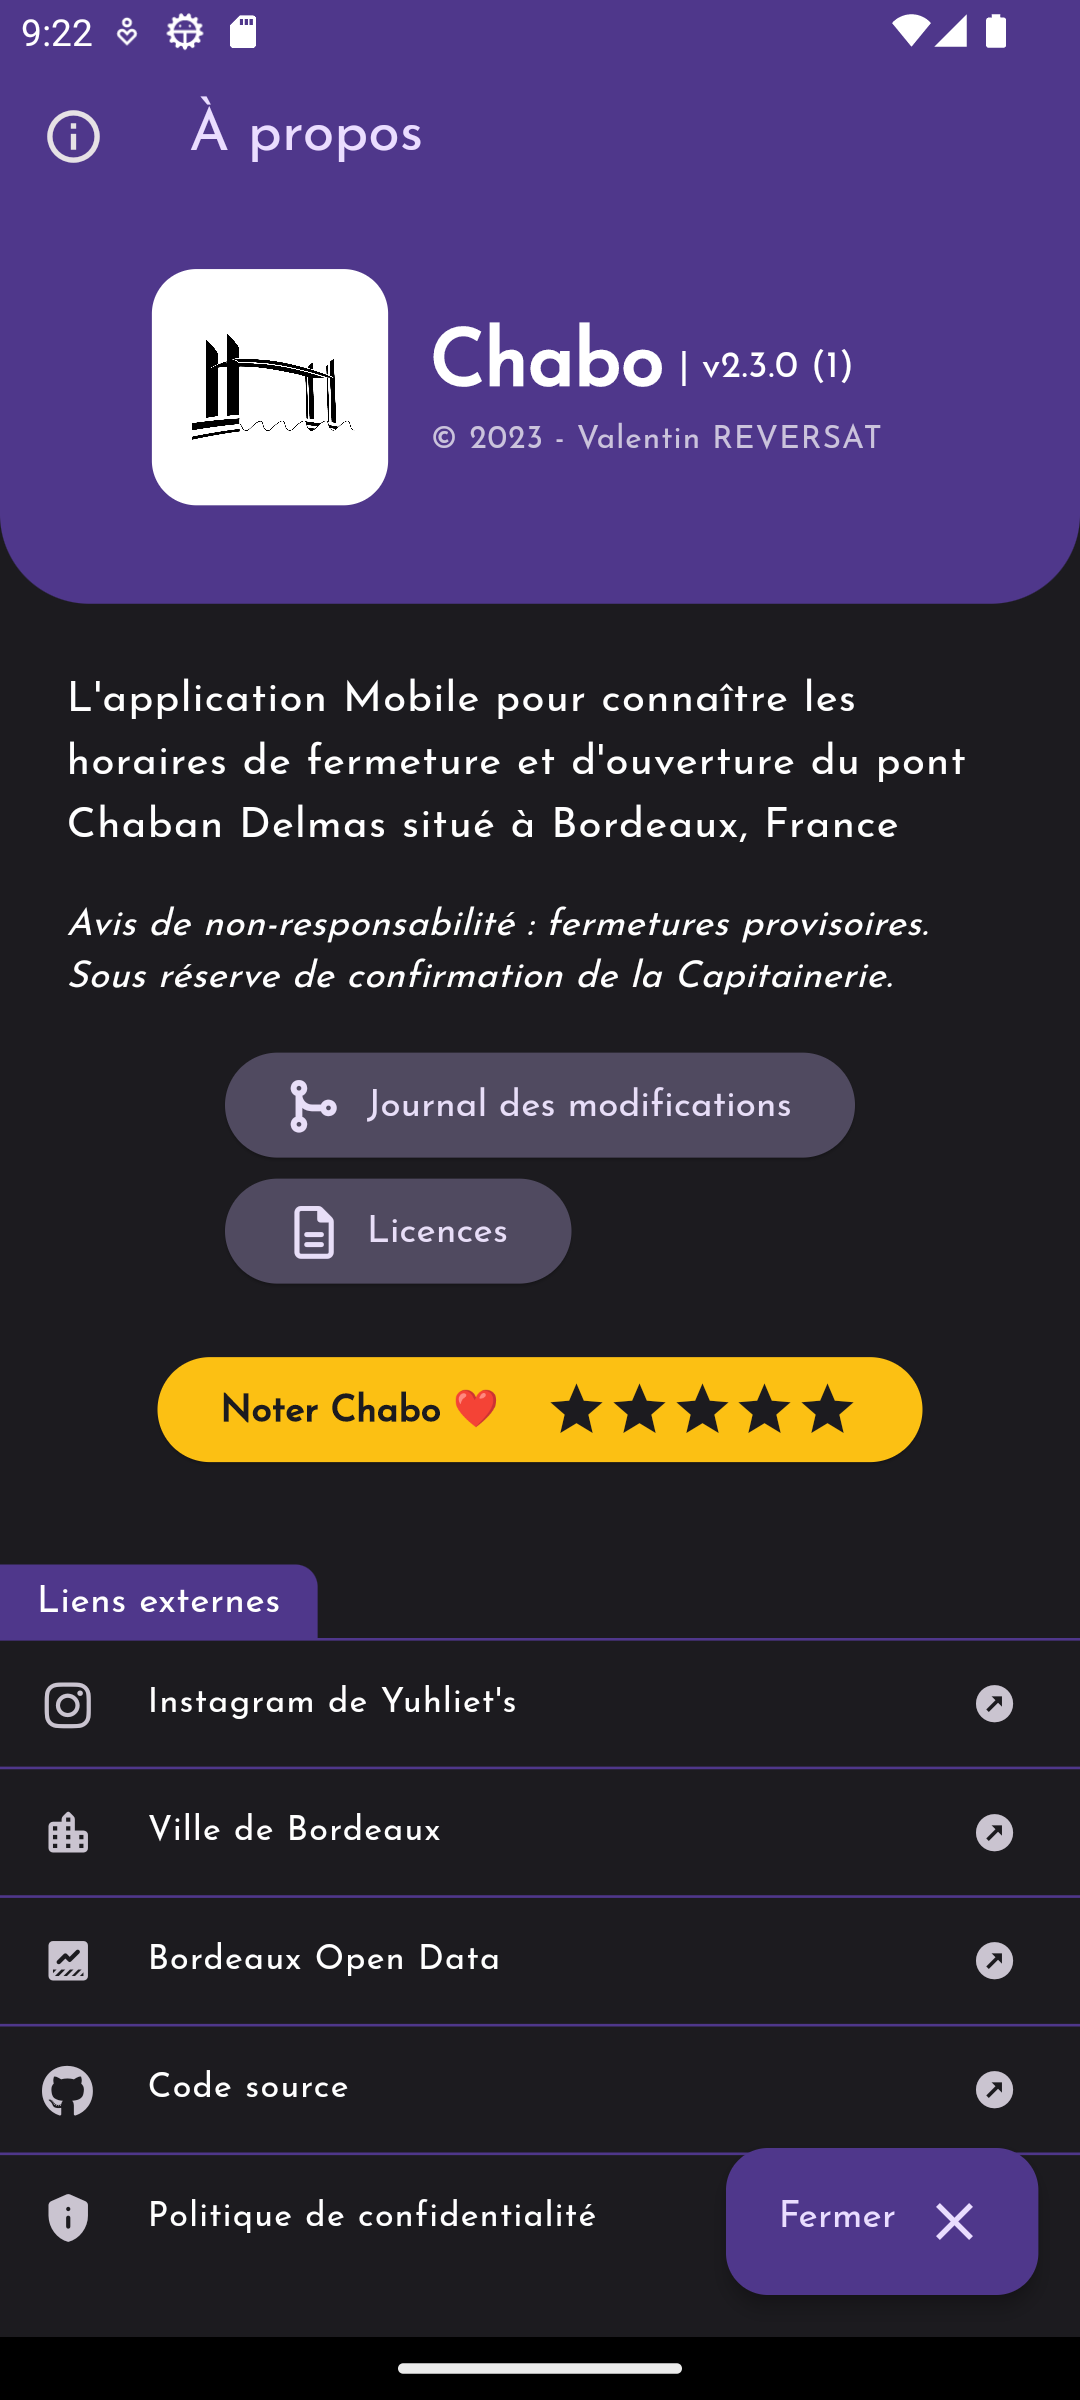 9:22
À propos
Chabo | v2.3.0 (1)
© 2023 - Valentin REVERSAT
L'application Mobile pour connaître les
horaires de fermeture et d'ouverture du pont
Chaban Delmas situé à Bordeaux, France
Avis de non-responsabilité : fermetures provisoires.
Sous réserve de confirmation de la Capitainerie.
Journal des modifications
Licences
Noter Chabo ❤️
Liens externes
Instagram de Yuhliet's
Ville de Bordeaux
Bordeaux Open Data
Code source
Politique de confidentialité
Fermer